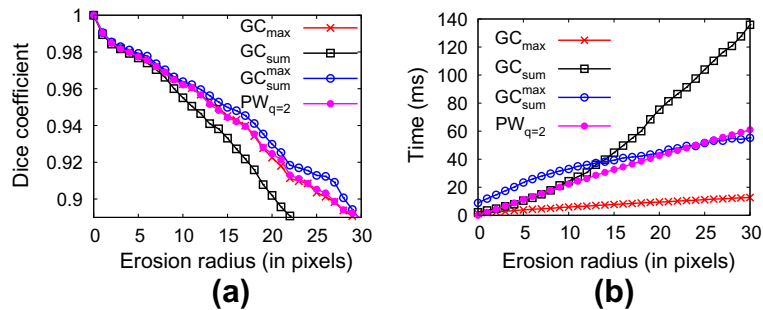 1
0.98
0.96
0.94
0.92
0.9
Dice coefficient
0 5 10 15 20 25 30
Erosion radius (in pixels)
GCmax
GCsum
GCmaxsum
PWq=2
(a)
140
120
100
80
60
40
20
0
Time (ms)
0 5 10 15 20 25 30
Erosion radius (in pixels)
GCmax
GCsum
GCmaxsum
PWq=2
(b)